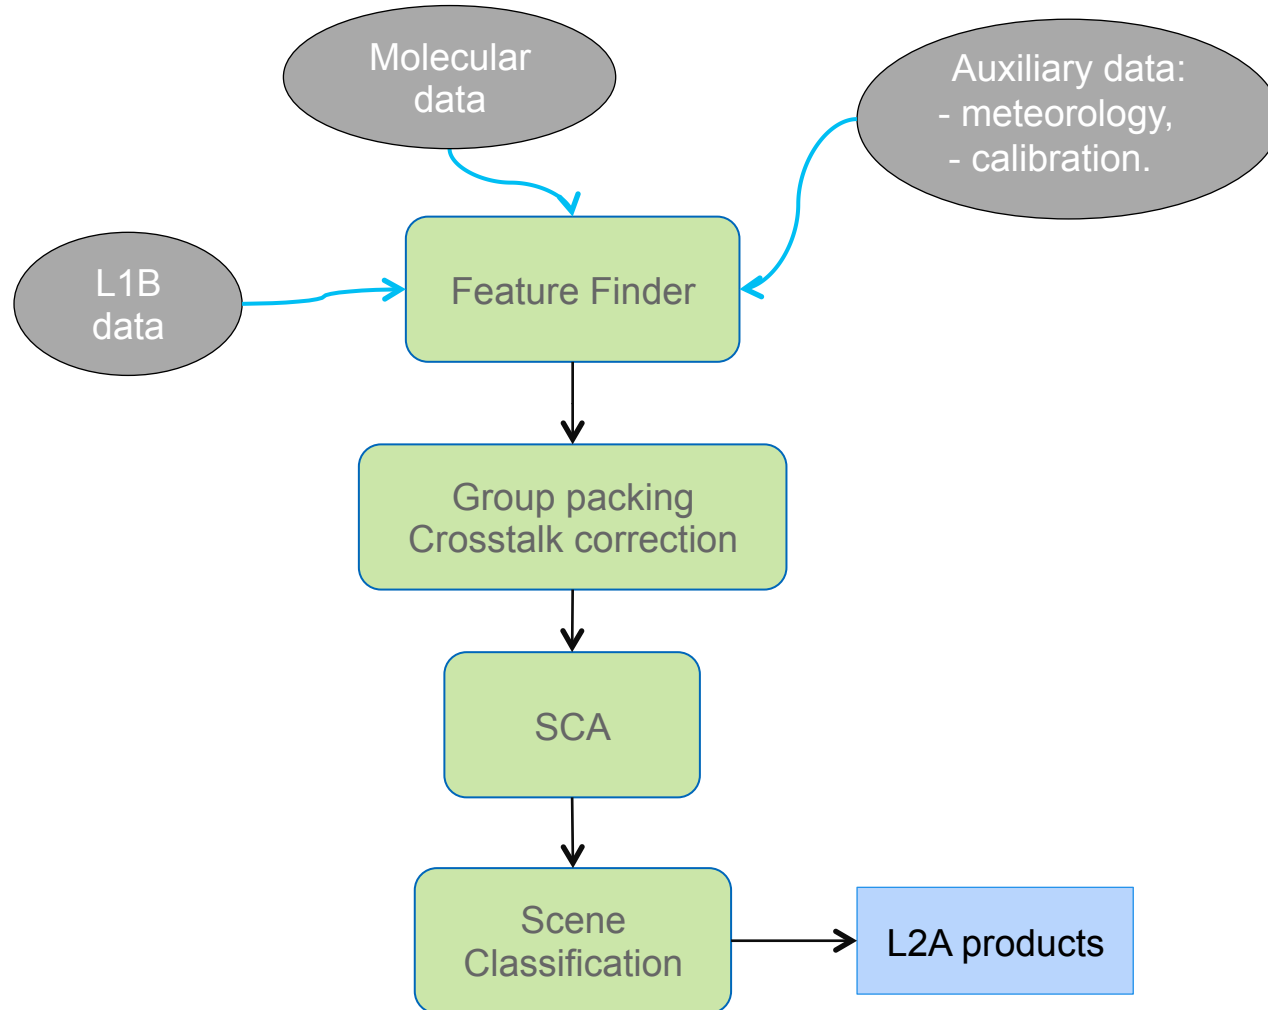 Molecular
data
Auxiliary data:
- meteorology,
- calibration.
L1B
data
Feature Finder
Group packing
Crosstalk correction
SCA
Scene
Classification
L2A products